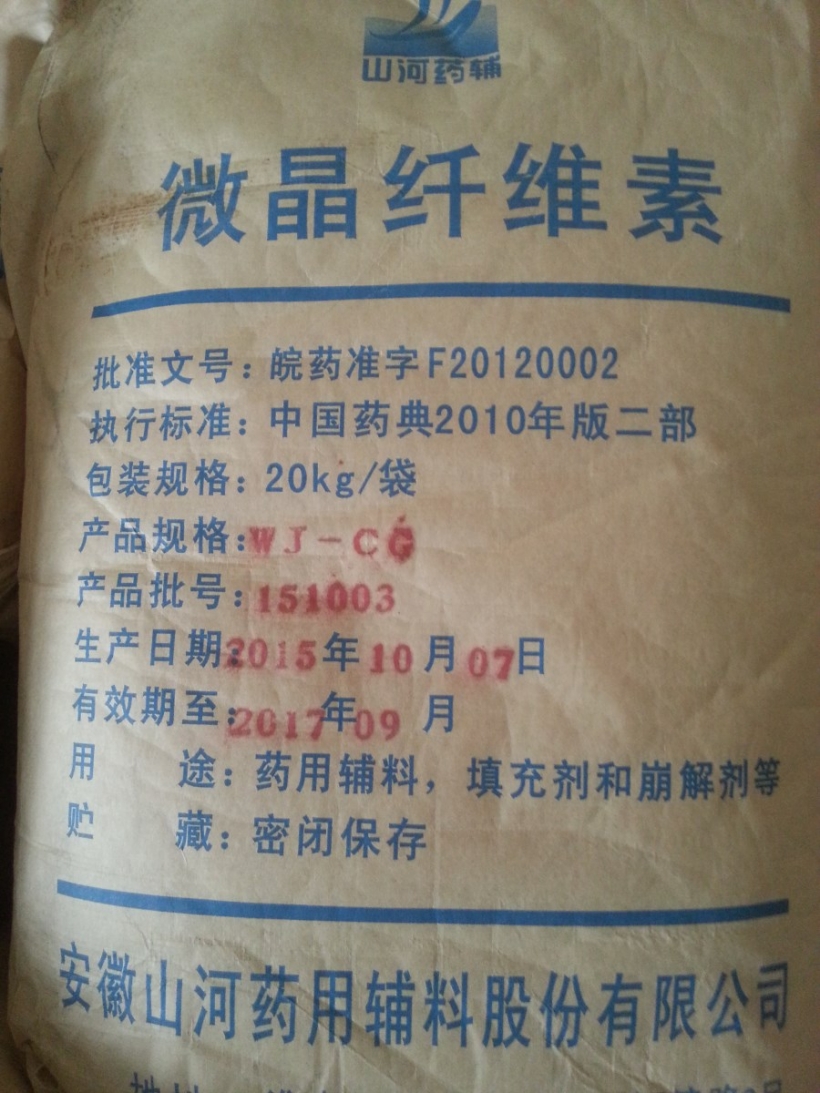 山河药辅
微晶纤维素
批准文号：皖药准字F20120002
执行标准：中国药典2010年版二部
包装规格：20kg/袋
产品规格：WJ-CG
产品批号：151003
生产日期：2015年10月07日
有效期至：2017年09月
用 途：药用辅料，填充剂和崩解剂等
贮 藏：密闭保存
安徽山河药用辅料股份有限公司